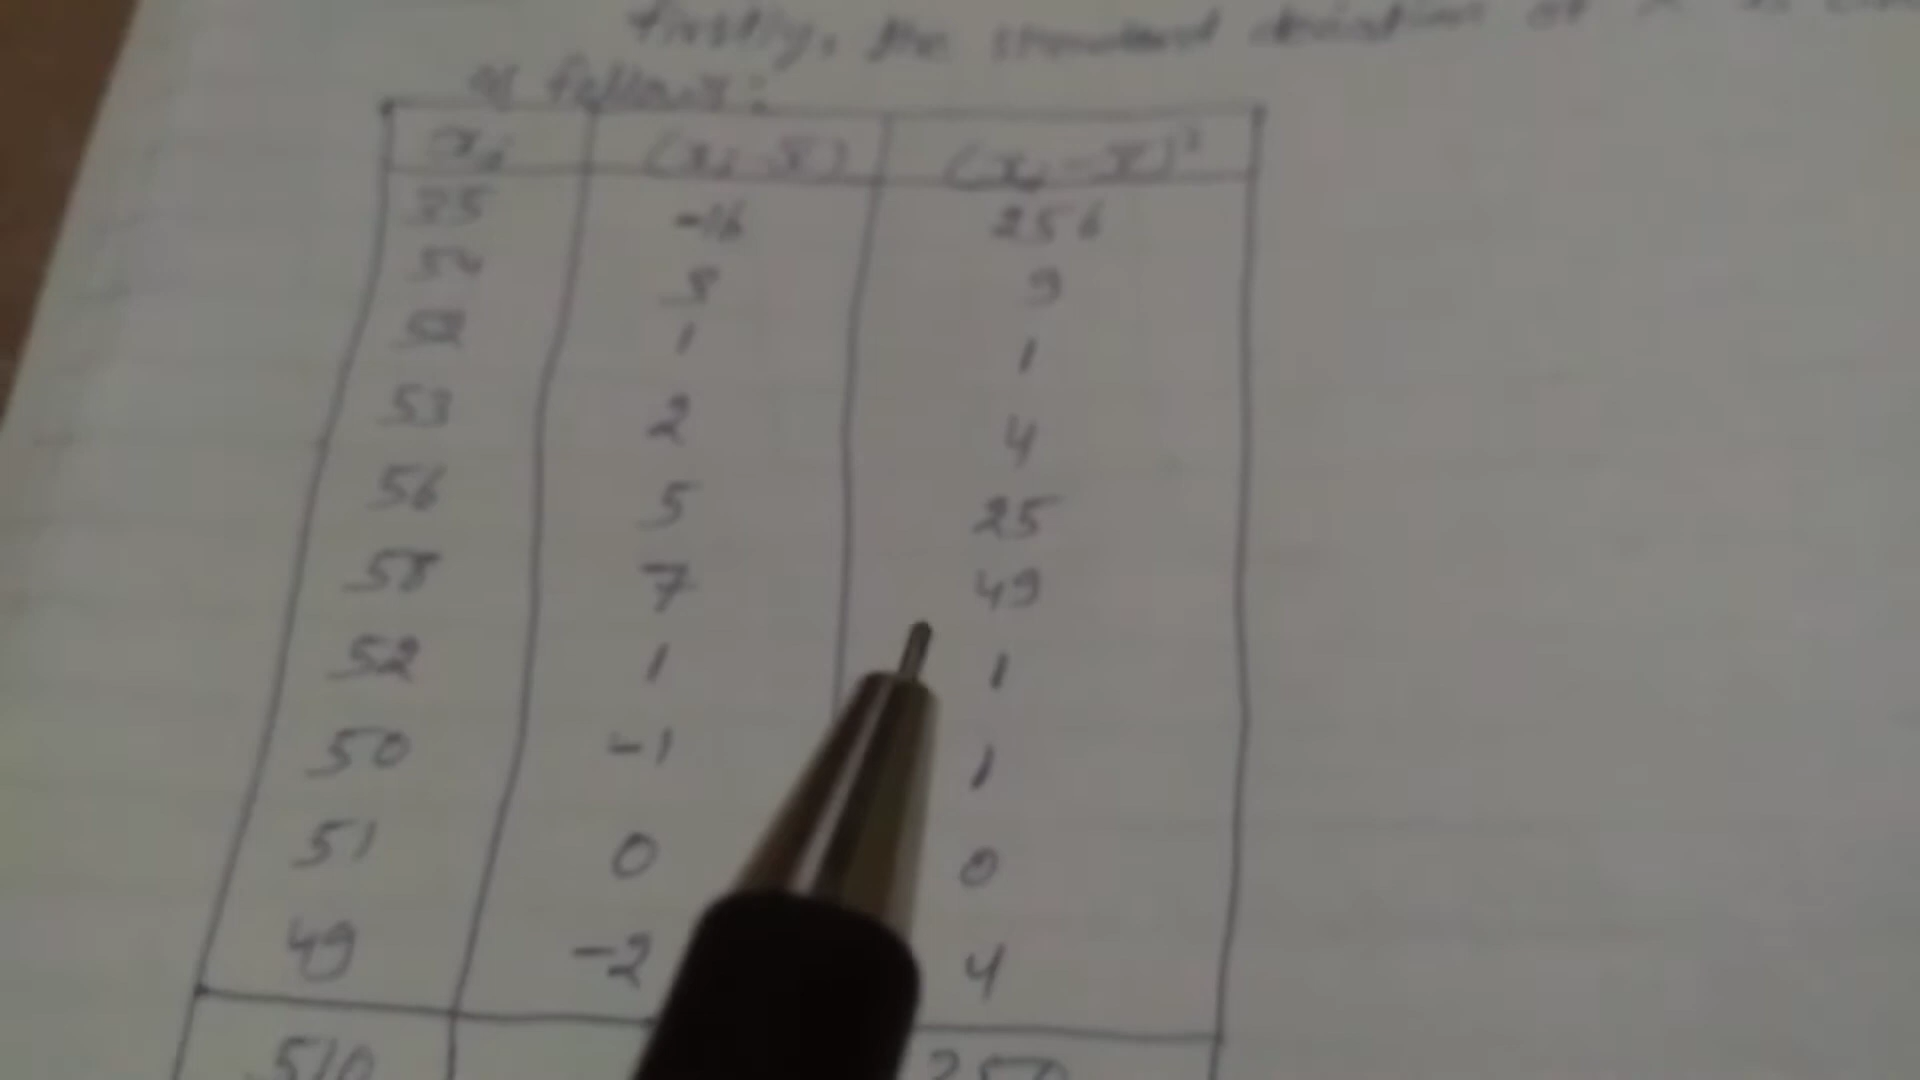 firstly, the standard deviation of x is
as follows:
xi (xi - x̄) (xi - x̄)²
35 -16 256
54 3 9
52 1 1
53 2 4
56 5 25
58 7 49
52 1 1
50 -1 1
51 0 0
49 -2 4
510 350